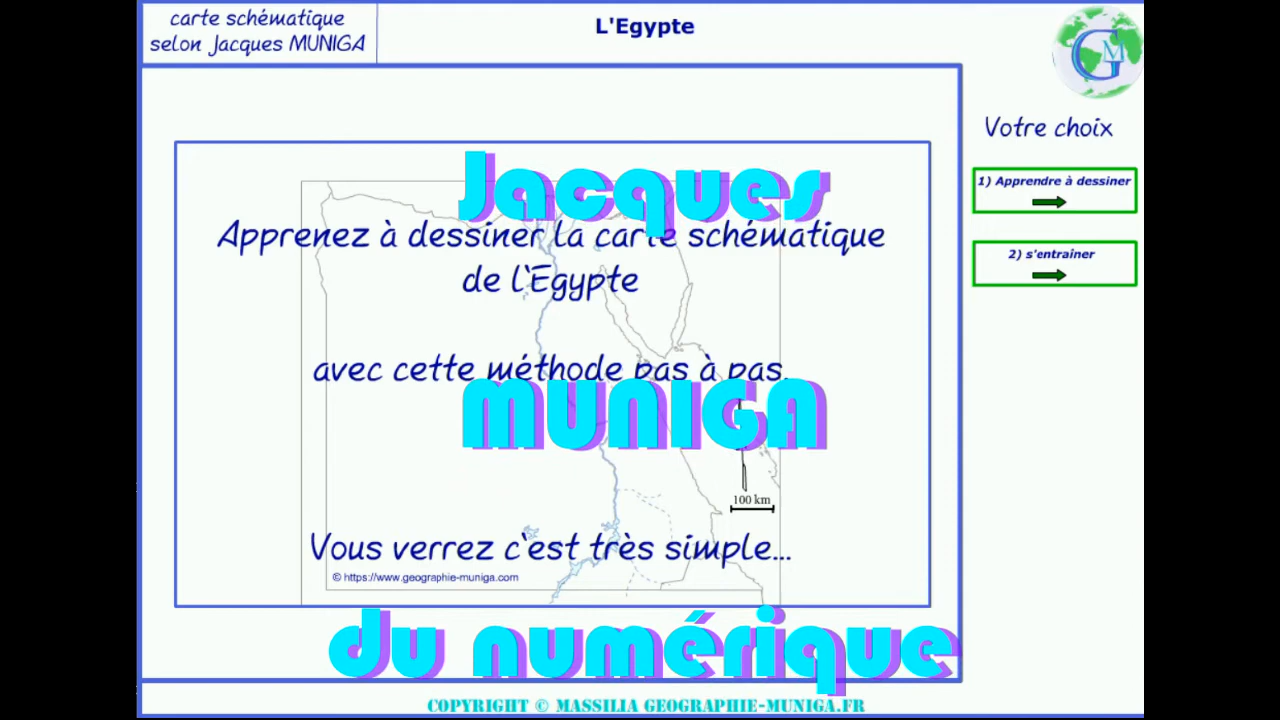 carte schématique
selon Jacques MUNIGA
L'Egypte
G M
Votre choix
1) Apprendre à dessiner
2) s'entraîner
Jacques
Apprenez à dessiner la carte schématique
de l'Egypte
avec cette méthode pas à pas.
MUNIGA
100 km
Vous verrez c'est très simple...
© https://www.geographie-muniga.com
du numérique
COPYRIGHT © MASSILIA GEOGRAPHIE-MUNIGA.FR